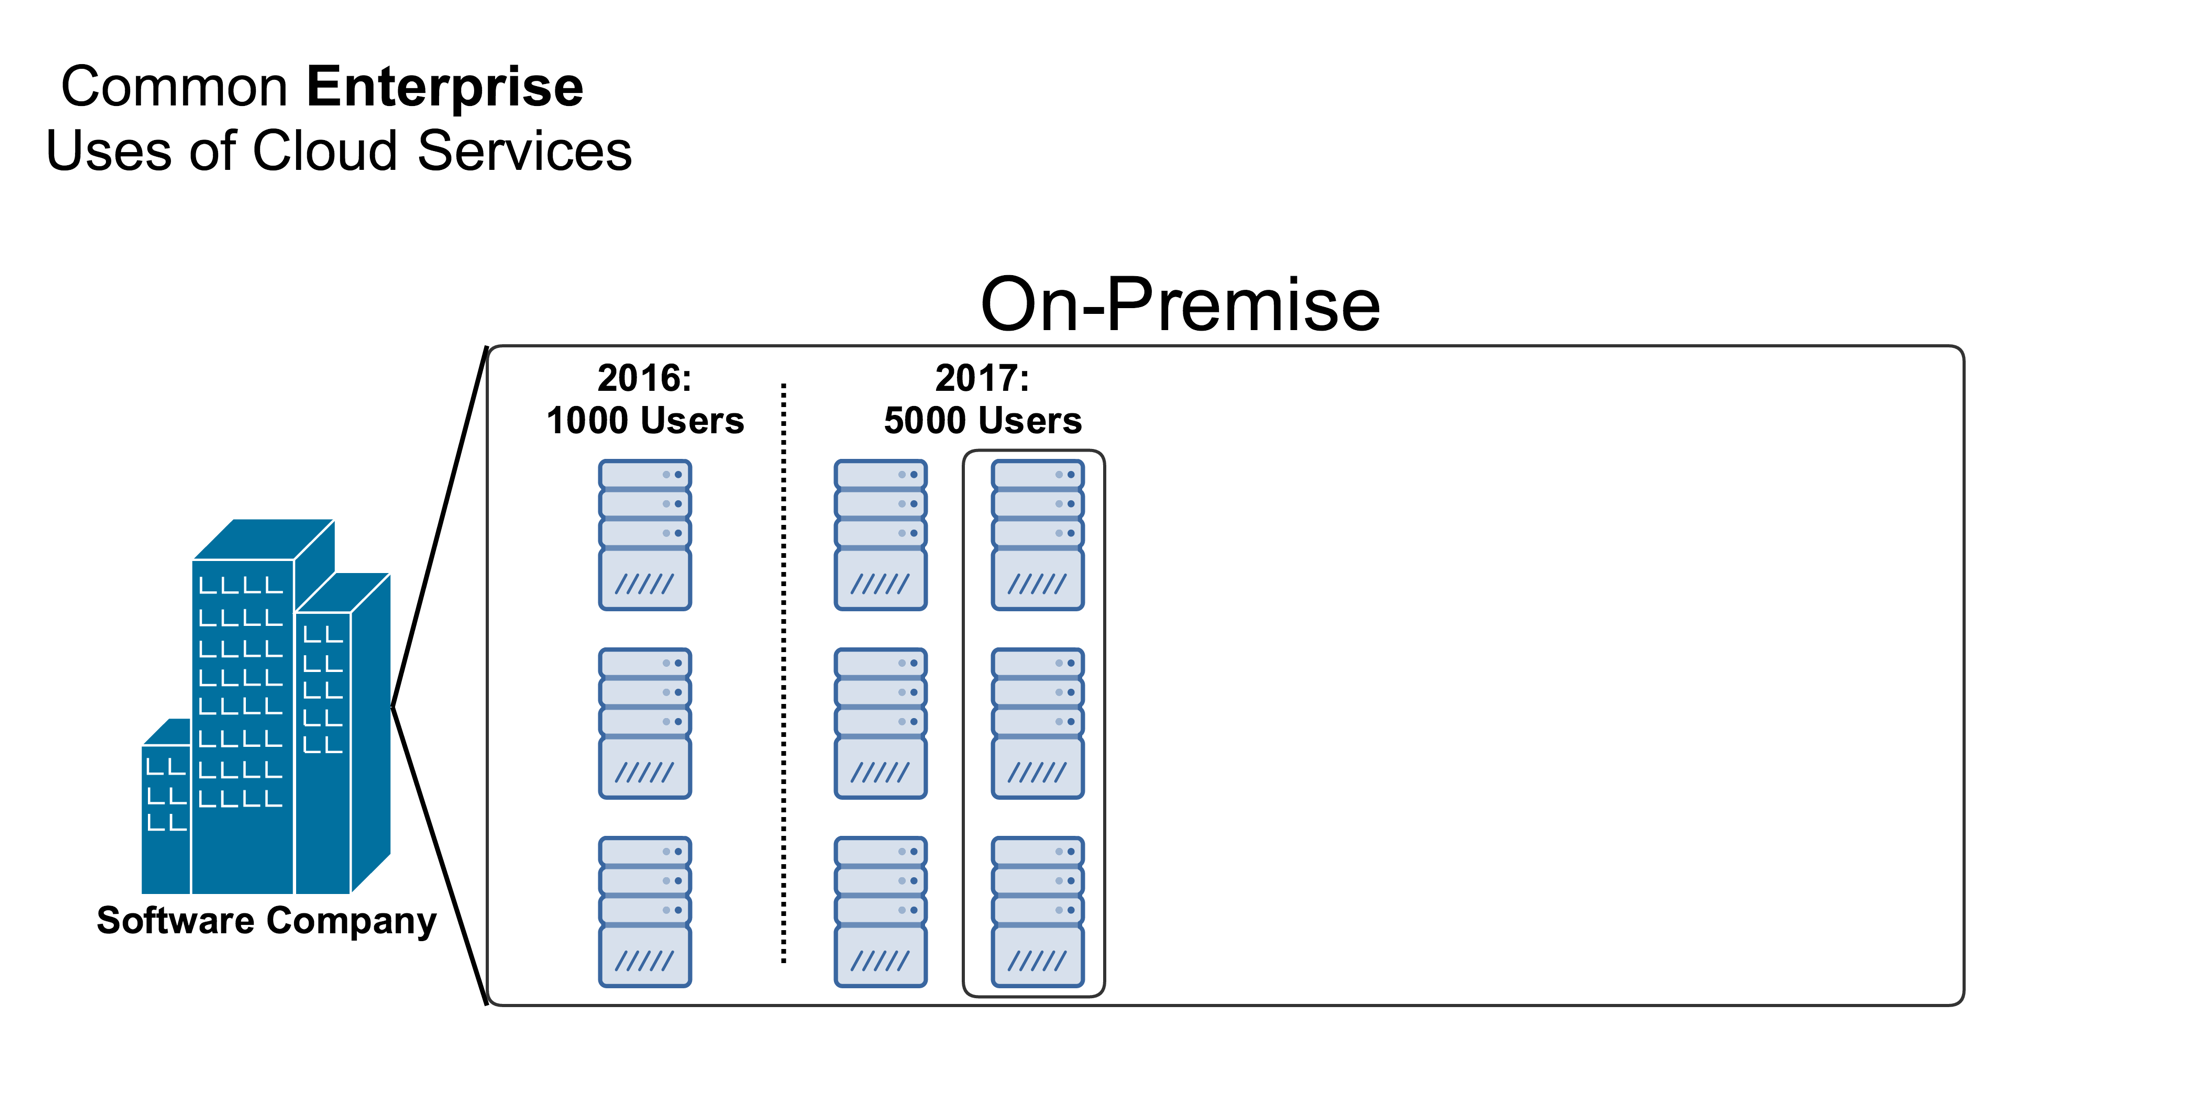 Common Enterprise
Uses of Cloud Services
On-Premise
2016:
1000 Users
2017:
5000 Users
Software Company